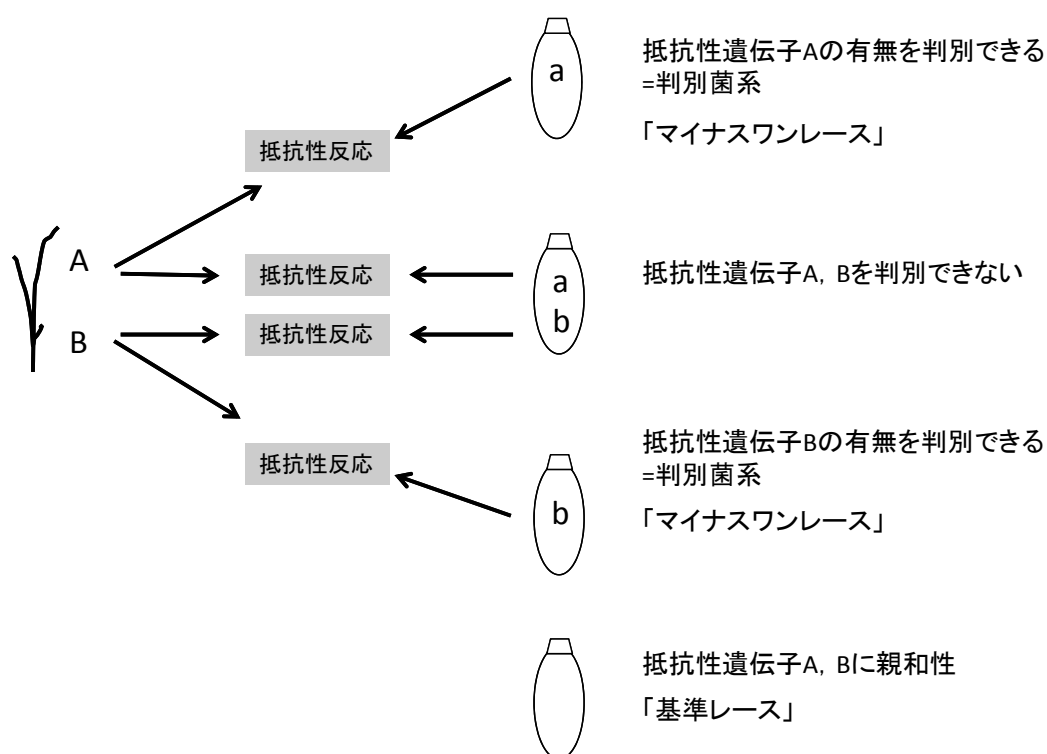 a
抵抗性遺伝子Aの有無を判別できる
=判別菌系
「マイナスワンレース」
抵抗性反応
A
抵抗性反応
a
抵抗性遺伝子A, Bを判別できない
B
抵抗性反応
b
抵抗性反応
b
抵抗性遺伝子Bの有無を判別できる
=判別菌系
「マイナスワンレース」
抵抗性遺伝子A, Bに親和性
「基準レース」